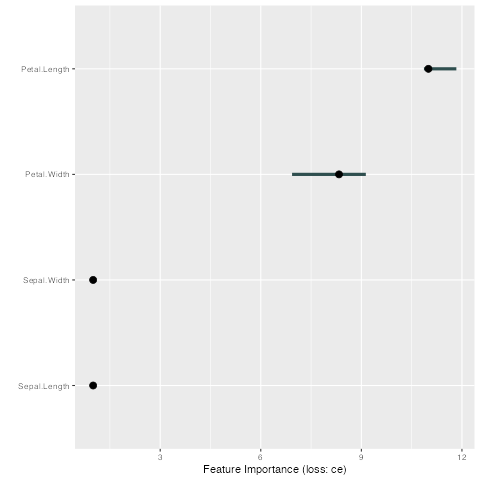 Petal.Length
Petal.Width
Sepal.Width
Sepal.Length
3 6 9 12
Feature Importance (loss: ce)